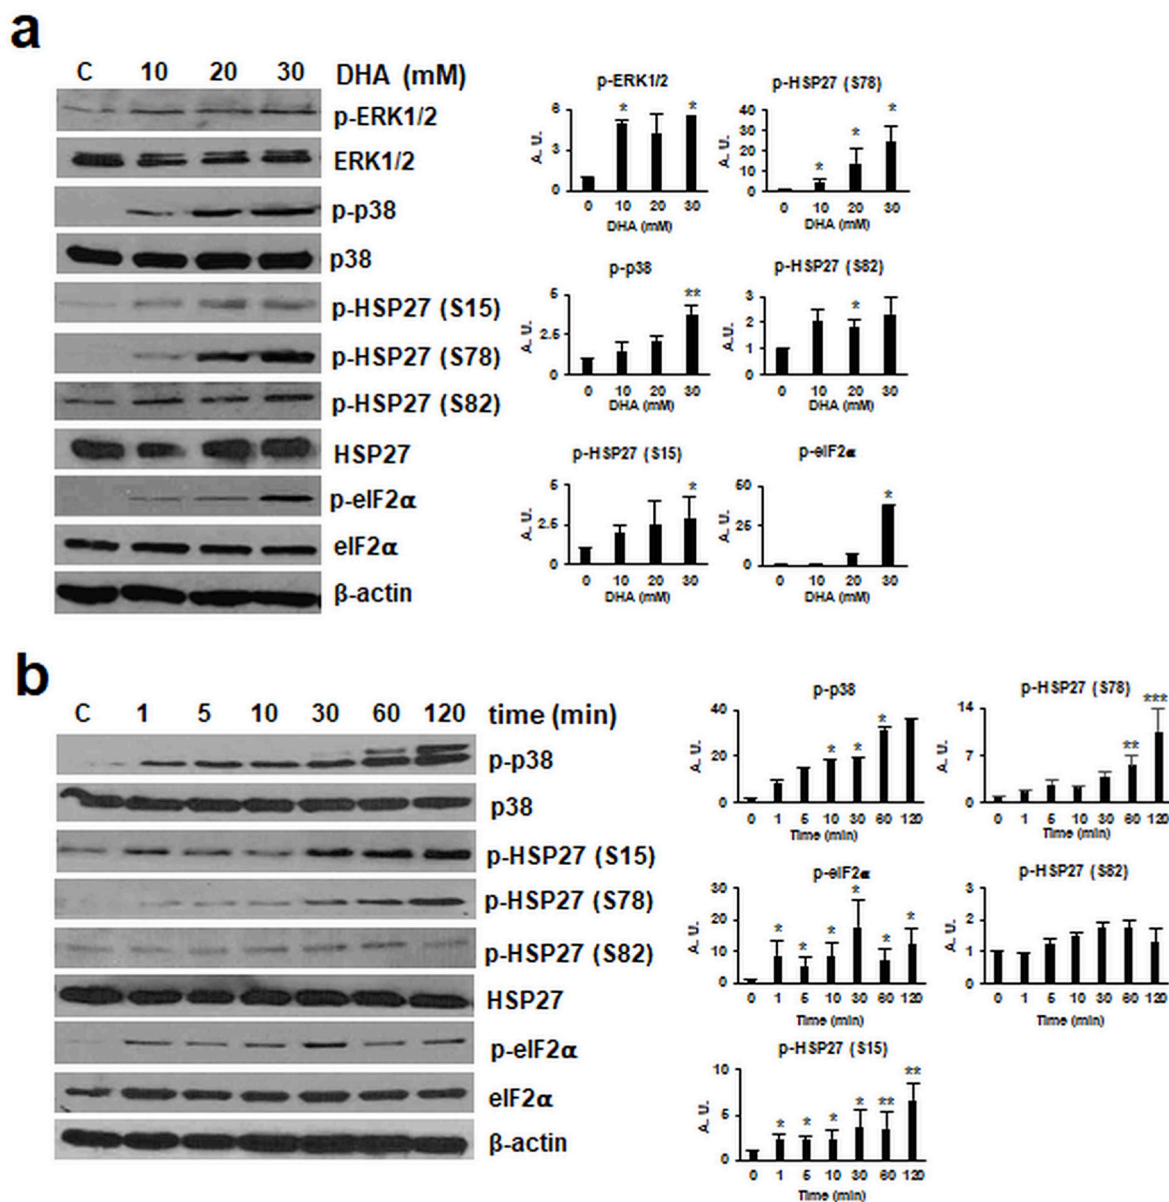 a
C 10 20 30 DHA (mM)
p-ERK1/2
ERK1/2
p-p38
p38
p-HSP27 (S15)
p-HSP27 (S78)
p-HSP27 (S82)
HSP27
p-eIF2α
eIF2α
β-actin
p-ERK1/2
A. U.
6
3
0
* *
0 10 20 30
DHA (mM)
p-HSP27 (S78)
A. U.
40
30
20
10
0
* * *
0 10 20 30
DHA (mM)
p-p38
A. U.
5
2.5
0
**
0 10 20 30
DHA (mM)
p-HSP27 (S82)
A. U.
3
2
1
0
*
0 10 20 30
DHA (mM)
p-HSP27 (S15)
A. U.
5
2.5
0
*
0 10 20 30
DHA (mM)
p-eIF2α
A. U.
50
25
0
*
0 10 20 30
DHA (mM)
b
C 1 5 10 30 60 120 time (min)
p-p38
p38
p-HSP27 (S15)
p-HSP27 (S78)
p-HSP27 (S82)
HSP27
p-eIF2α
eIF2α
β-actin
p-p38
A. U.
40
20
0
* * *
0 1 5 10 30 60 120
Time (min)
p-HSP27 (S78)
A. U.
14
7
0
** ***
0 1 5 10 30 60 120
Time (min)
p-eIF2α
A. U.
30
20
10
0
* * * * * *
0 1 5 10 30 60 120
Time (min)
p-HSP27 (S82)
A. U.
3
2
1
0
0 1 5 10 30 60 120
Time (min)
p-HSP27 (S15)
A. U.
10
5
0
* * * * ** **
0 1 5 10 30 60 120
Time (min)